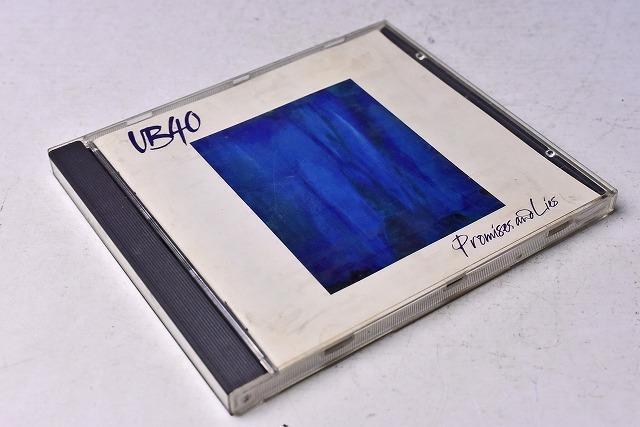 UB40
Promises and Lies